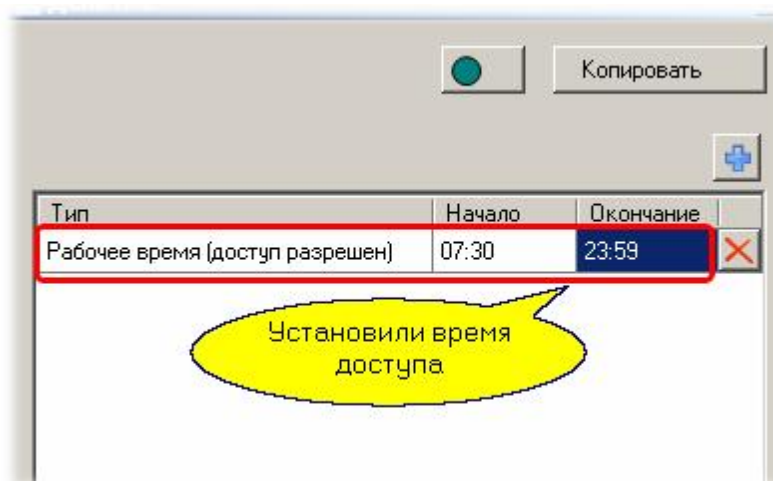 Копировать
Тип Начало Окончание
Рабочее время (доступ разрешен) 07:30 23:59
Установили время
доступа